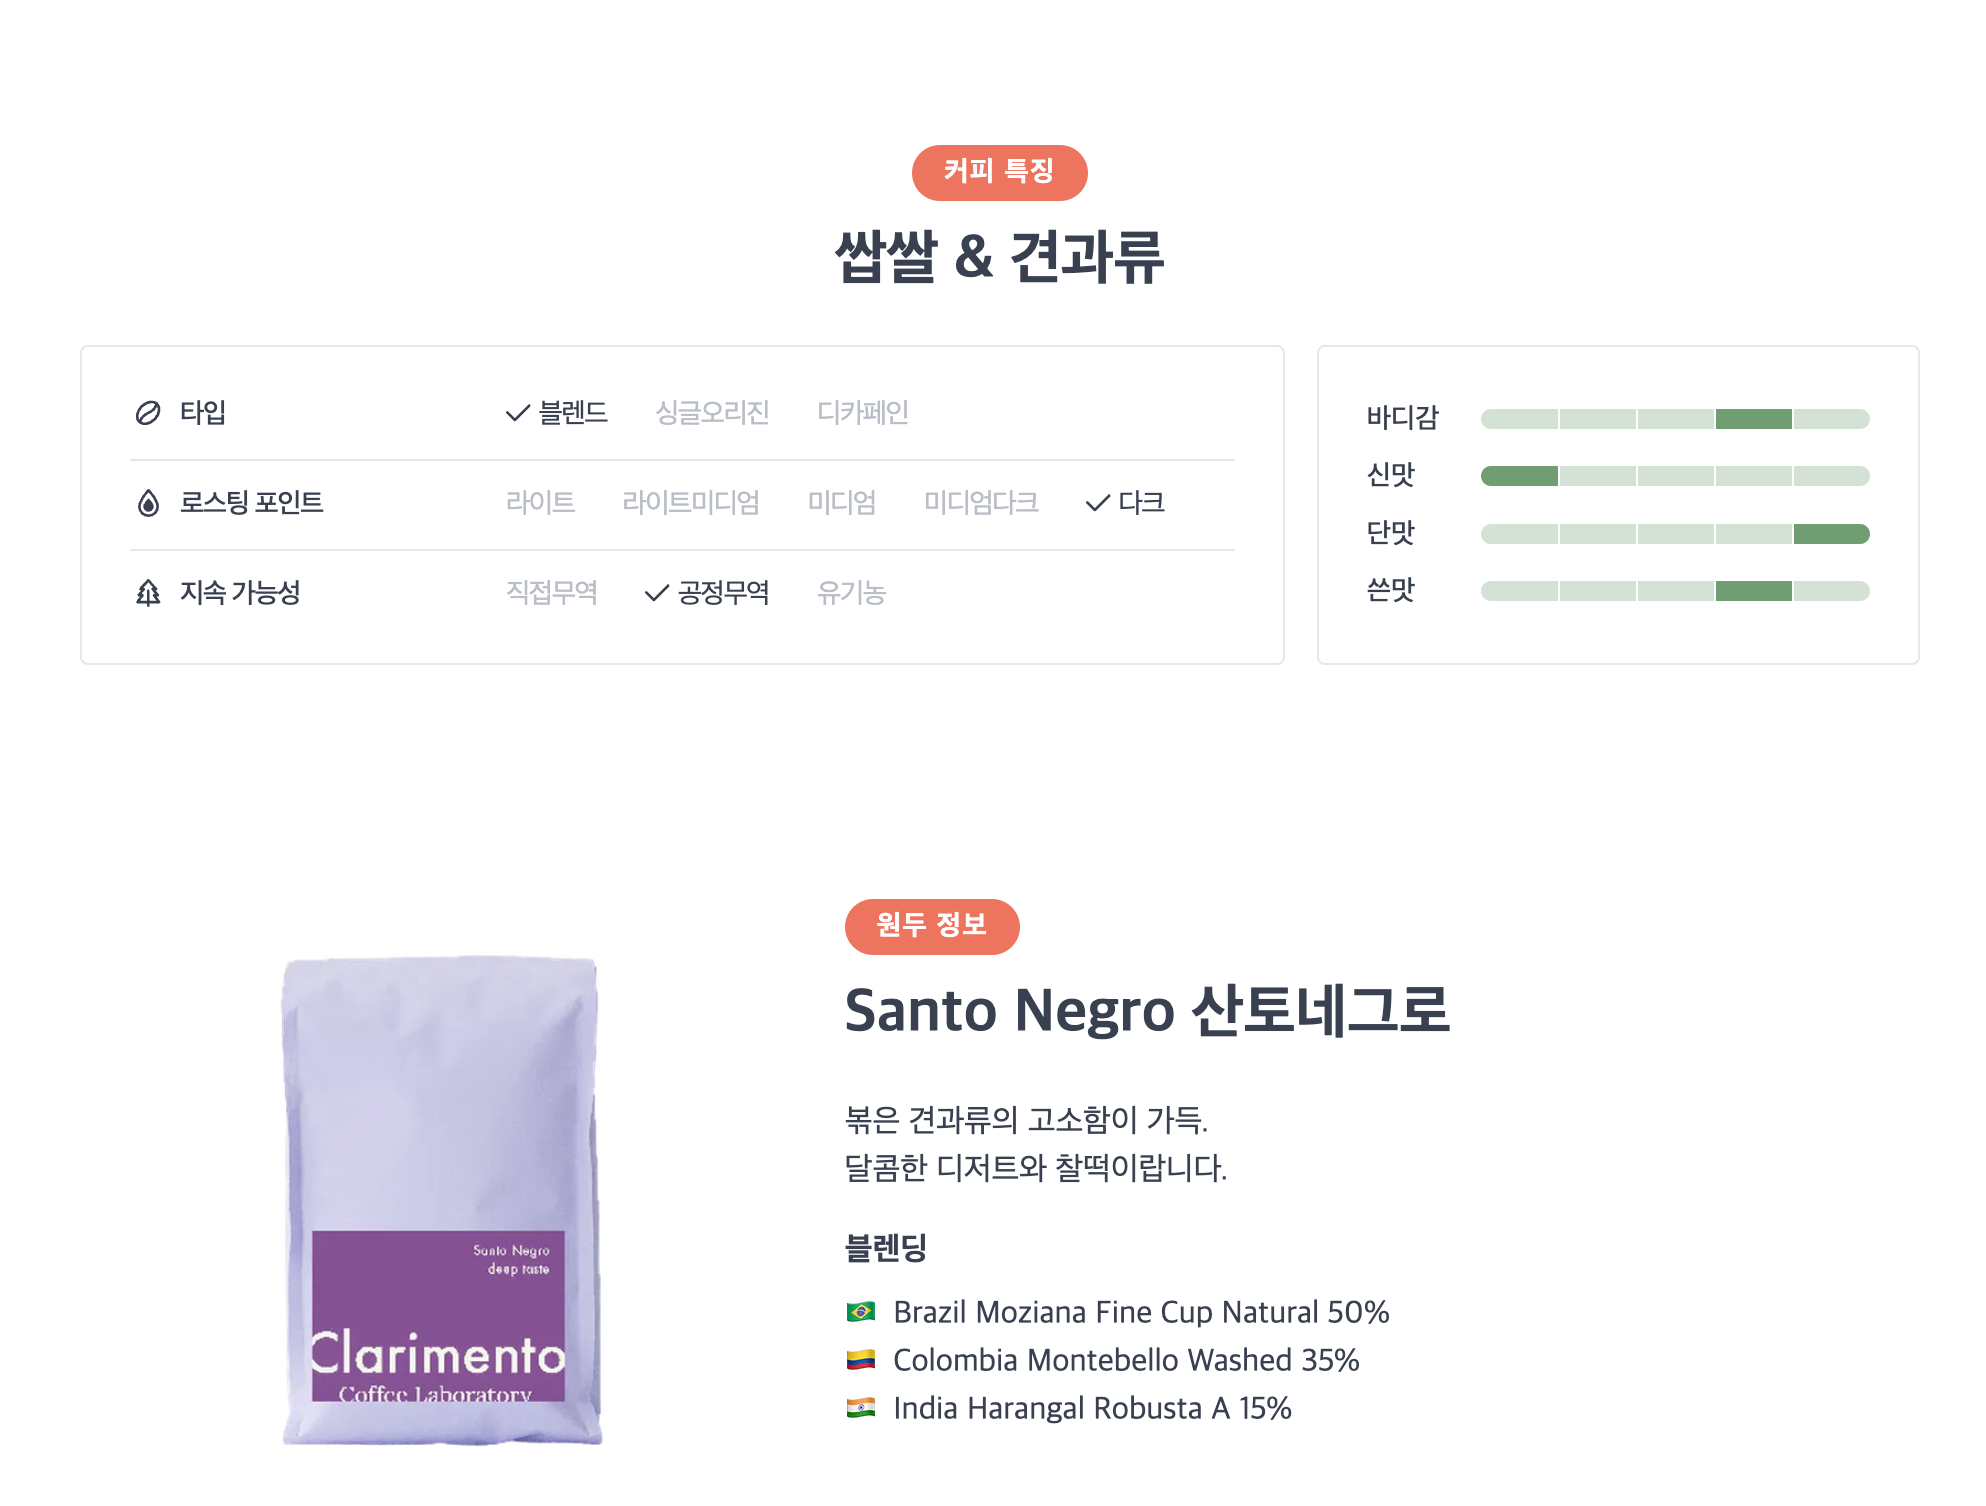 커피 특징
쌉쌀 & 견과류
타입 블렌드 싱글오리진 디카페인
로스팅 포인트 라이트 라이트미디엄 미디엄 미디엄다크 다크
지속 가능성 직접무역 공정무역 유기농
바디감
신맛
단맛
쓴맛
원두 정보
Santo Negro 산토네그로
볶은 견과류의 고소함이 가득.
달콤한 디저트와 찰떡이랍니다.
블렌딩
Brazil Moziana Fine Cup Natural 50%
Colombia Montebello Washed 35%
India Harangal Robusta A 15%
Santo Negro
deep taste
Clarimento
Coffee Laboratory